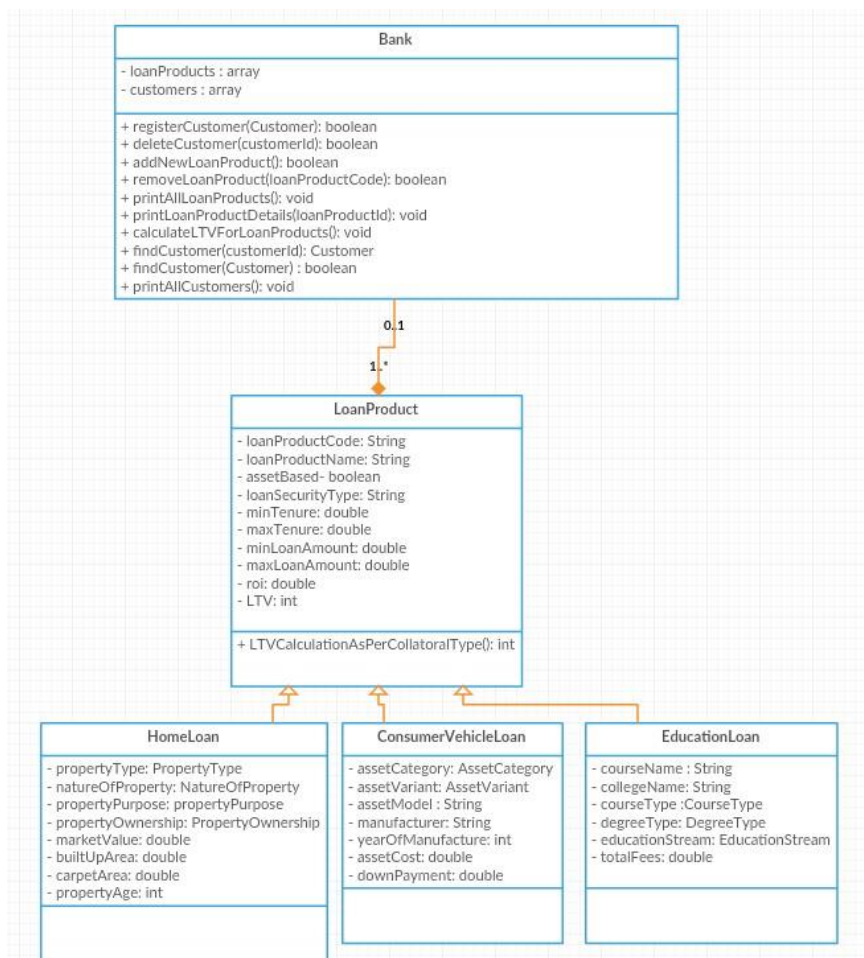 Bank
- loanProducts : array
- customers : array
+ registerCustomer(Customer): boolean
+ deleteCustomer(customerId): boolean
+ addNewLoanProduct(): boolean
+ removeLoanProduct(loanProductCode): boolean
+ printAllLoanProducts(): void
+ printLoanProductDetails(loanProductId): void
+ calculateLTVForLoanProducts(): void
+ findCustomer(customerId): Customer
+ findCustomer(Customer) : boolean
+ printAllCustomers(): void
0..1
1..*
LoanProduct
- loanProductCode: String
- loanProductName: String
- assetBased- boolean
- loanSecurityType: String
- minTenure: double
- maxTenure: double
- minLoanAmount: double
- maxLoanAmount: double
- roi: double
- LTV: int
+ LTVCalculationAsPerCollatoralType(): int
HomeLoan
- propertyType: PropertyType
- natureOfProperty: NatureOfProperty
- propertyPurpose: propertyPurpose
- propertyOwnership: PropertyOwnership
- marketValue: double
- builtUpArea: double
- carpetArea: double
- propertyAge: int
ConsumerVehicleLoan
- assetCategory: AssetCategory
- assetVariant: AssetVariant
- assetModel : String
- manufacturer: String
- yearOfManufacture: int
- assetCost: double
- downPayment: double
EducationLoan
- courseName : String
- collegeName: String
- courseType :CourseType
- degreeType: DegreeType
- educationStream: EducationStream
- totalFees: double